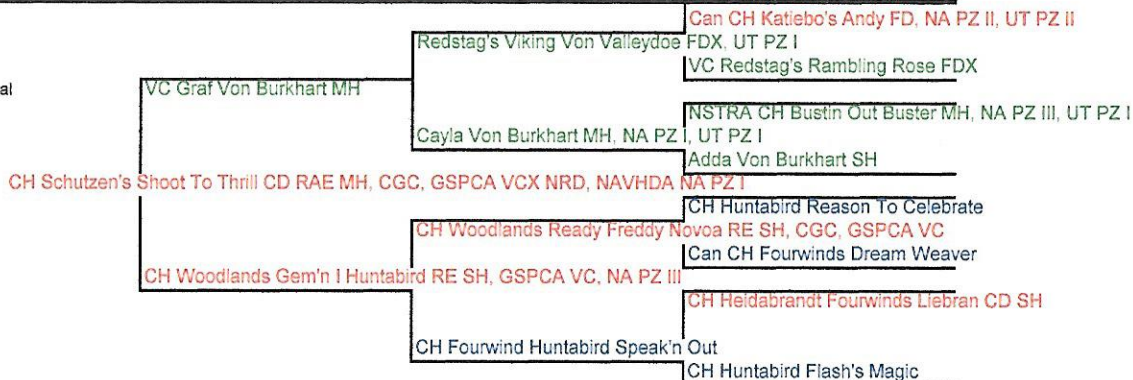 Can CH Katiebo's Andy FD, NA PZ II, UT PZ II
Redstag's Viking Von Valleydoe FDX, UT PZ I
VC Redstag's Rambling Rose FDX
al
VC Graf Von Burkhart MH
NSTRA CH Bustin Out Buster MH, NA PZ III, UT PZ I
Cayla Von Burkhart MH, NA PZ I, UT PZ I
Adda Von Burkhart SH
CH Schutzen's Shoot To Thrill CD RAE MH, CGC, GSPCA VCX NRD, NAVHDA NA PZ I
CH Huntabird Reason To Celebrate
CH Woodlands Ready Freddy Novoa RE SH, CGC, GSPCA VC
Can CH Fourwinds Dream Weaver
CH Woodlands Gem'n I Huntabird RE SH, GSPCA VC, NA PZ III
CH Heidabrandt Fourwinds Liebran CD SH
CH Fourwind Huntabird Speak'n Out
CH Huntabird Flash's Magic